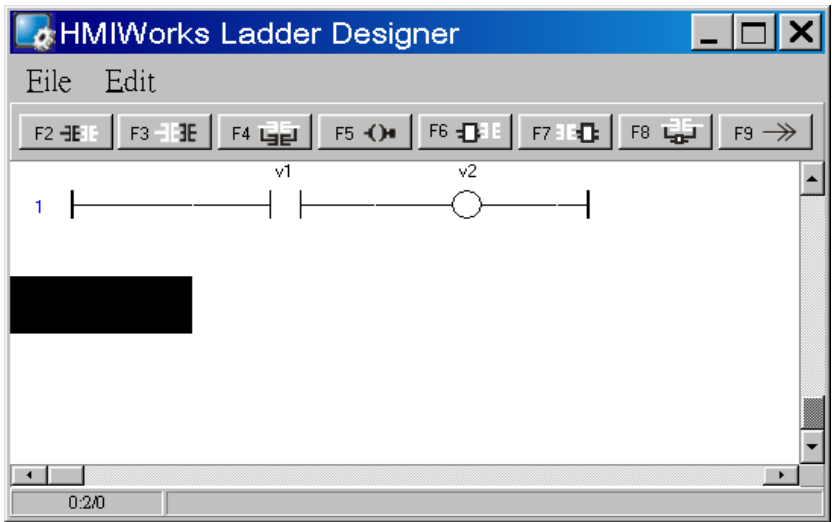 HMIWorks Ladder Designer
File Edit
F2 F3 F4 F5 F6 F7 F8 F9
v1 v2
1
0:2/0